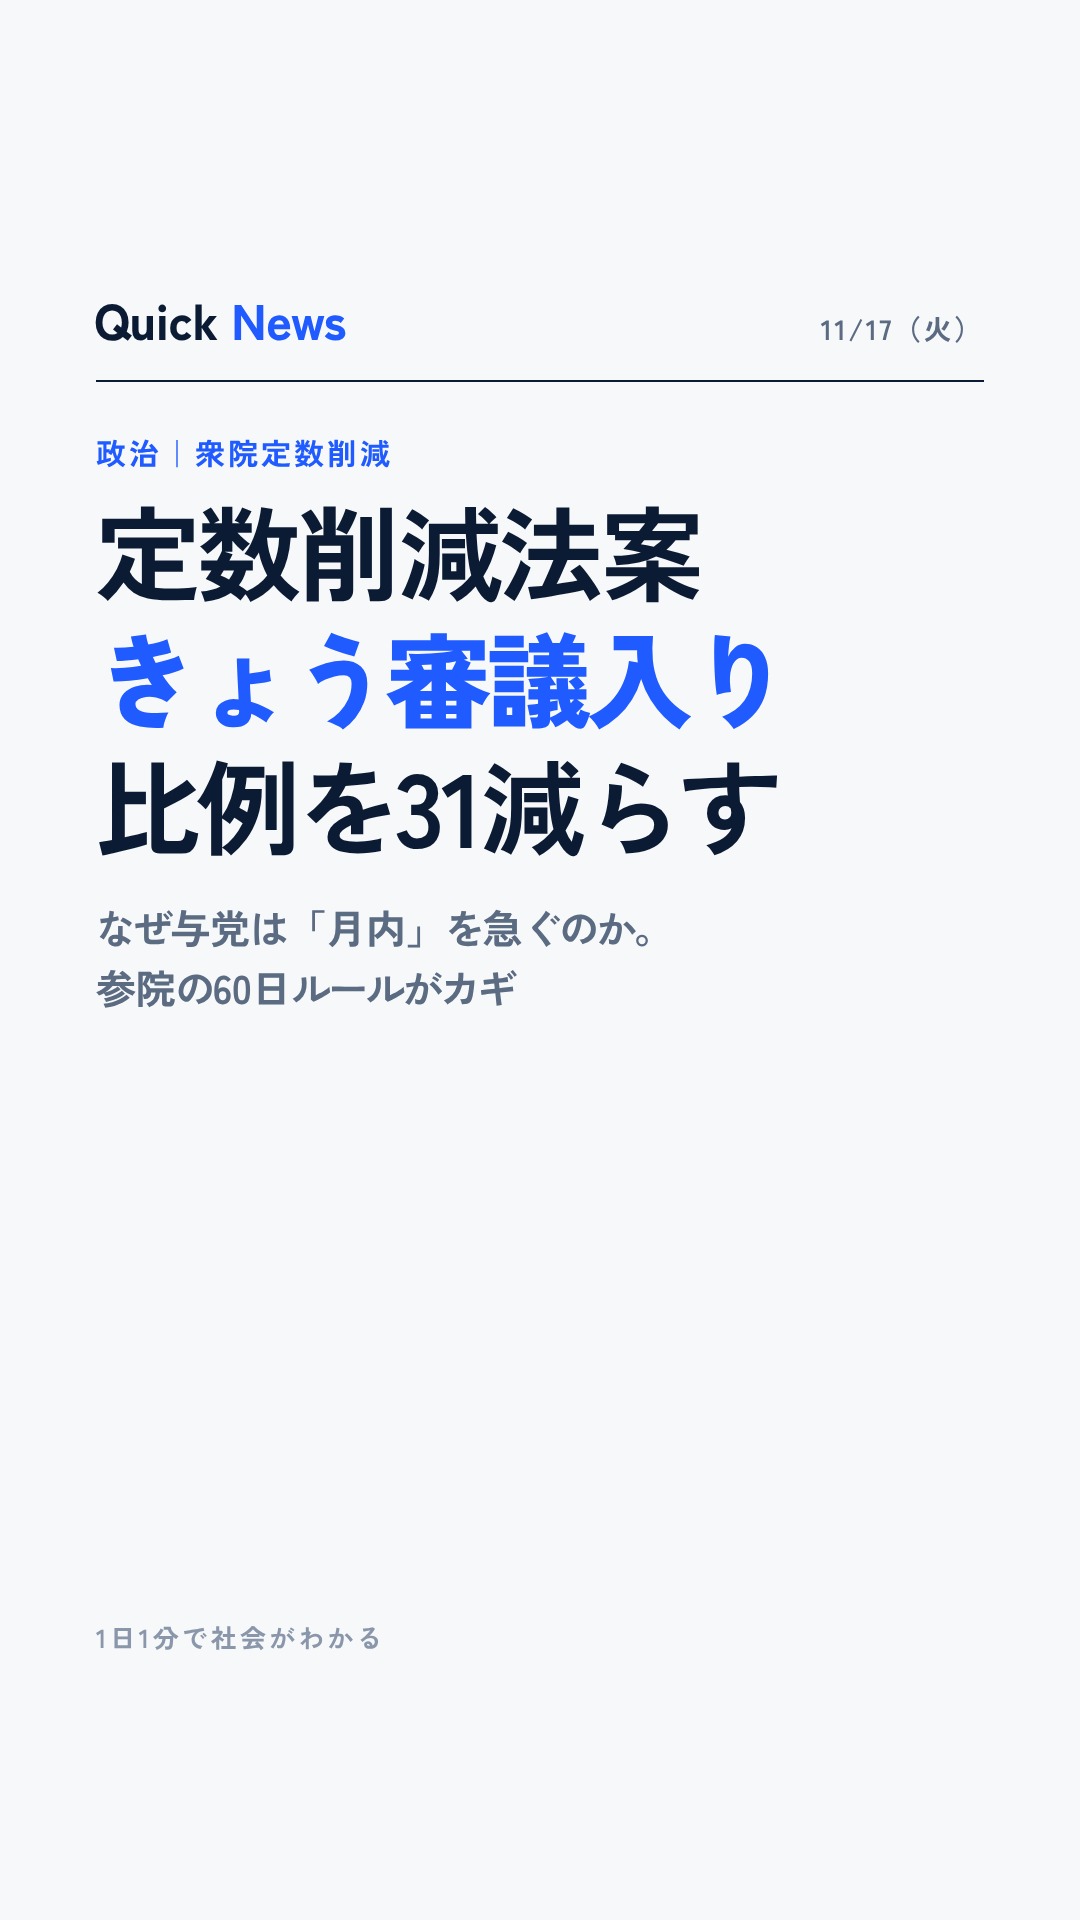 Quick News
11/17（火）
政治｜衆院定数削減
定数削減法案
きょう審議入り
比例を31減らす
なぜ与党は「月内」を急ぐのか。
参院の60日ルールがカギ
1日1分で社会がわかる